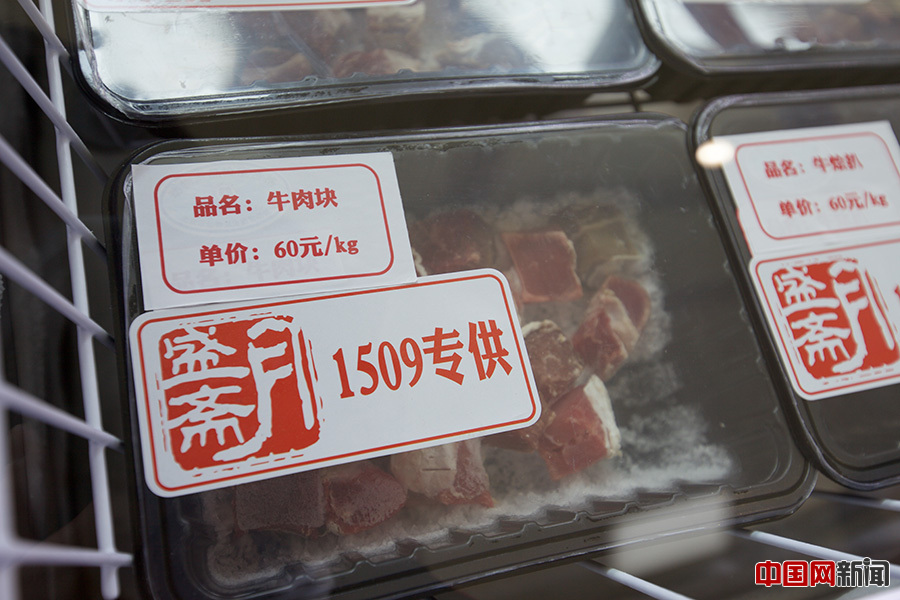 品名：牛肉块
单价：60元/kg
月盛斋
1509专供
品名：牛烩扒
单价：60元/kg
月盛斋
中国网新闻